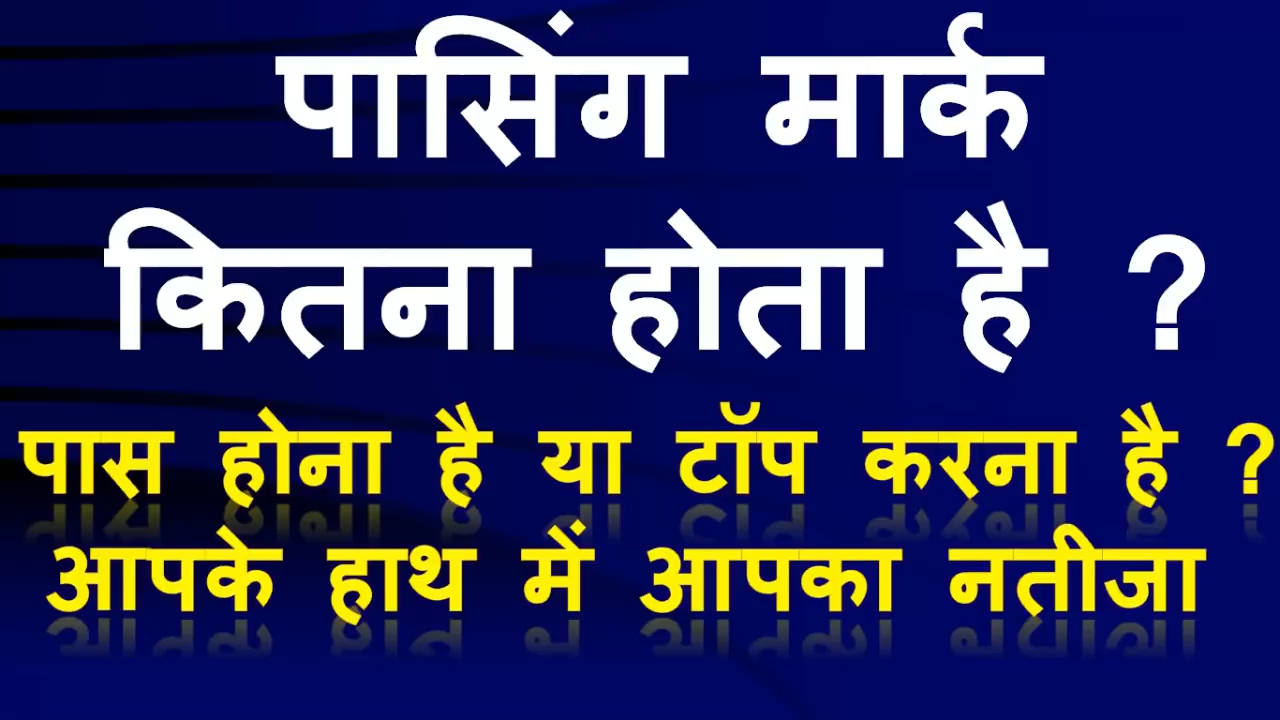 पासिंग मार्क
कितना होता है ?
पास होना है या टॉप करना है ?
आपके हाथ में आपका नतीजा